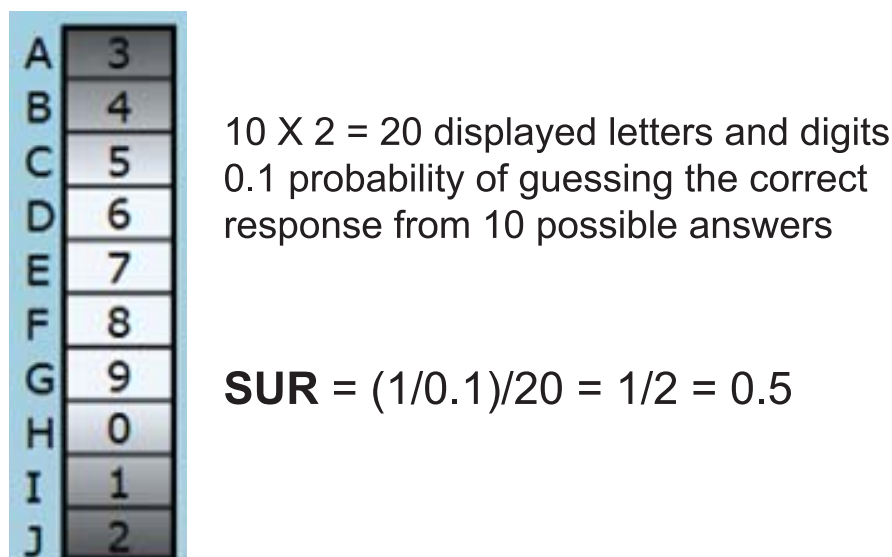 A 3
B 4
C 5
D 6
E 7
F 8
G 9
H 0
I 1
J 2
10 X 2 = 20 displayed letters and digits
0.1 probability of guessing the correct
response from 10 possible answers
SUR = (1/0.1)/20 = 1/2 = 0.5